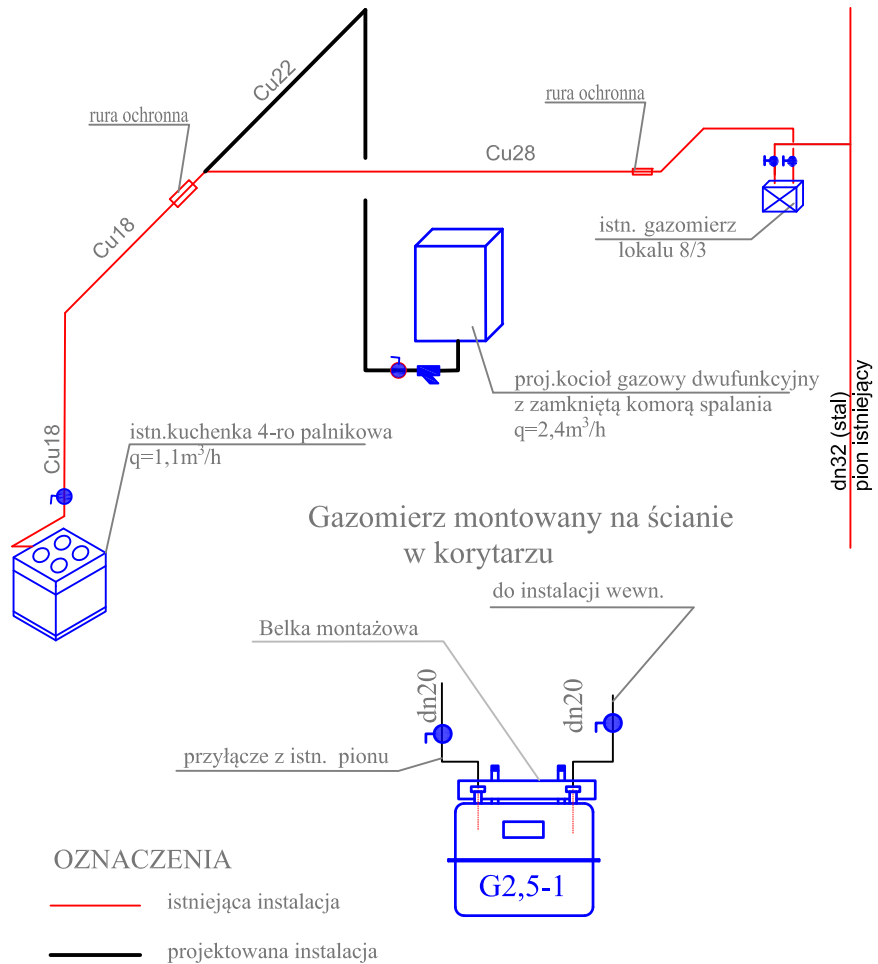 Cu22
rura ochronna
rura ochronna
Cu28
Cu18
istn. gazomierz
lokalu 8/3
proj.kocioł gazowy dwufunkcyjny
z zamkniętą komorą spalania
q=2,4m³/h
dn32 (stal)
pion istniejący
istn.kuchenka 4-ro palnikowa
q=1,1m³/h
Cu18
Gazomierz montowany na ścianie
w korytarzu
do instalacji wewn.
Belka montażowa
dn20
dn20
przyłącze z istn. pionu
G2,5-1
OZNACZENIA
istniejąca instalacja
projektowana instalacja